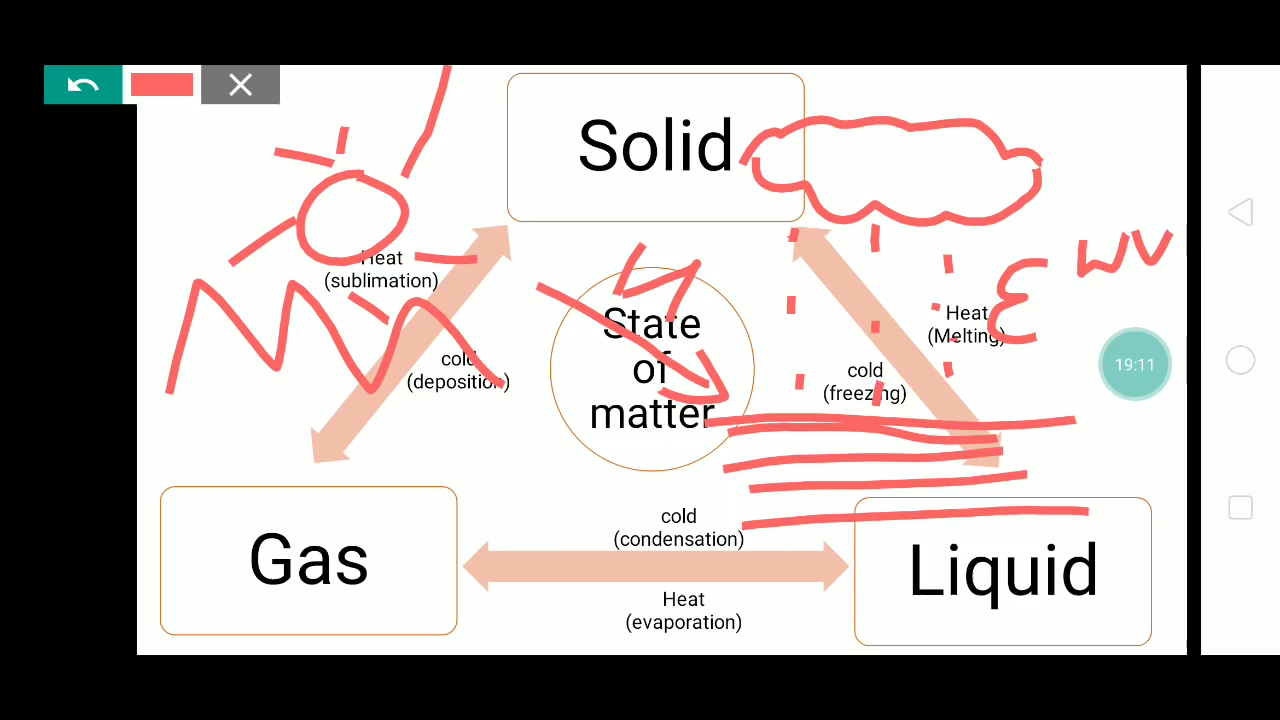 Solid
Heat
(sublimation)
cold
(deposition)
State
of
matter
Heat
(Melting)
cold
(freezing)
19:11
Gas
cold
(condensation)
Heat
(evaporation)
Liquid